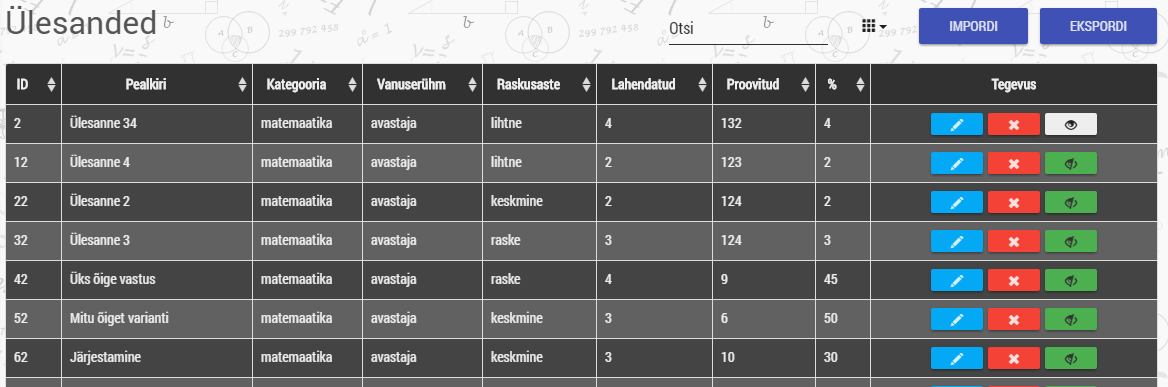 Ülesanded
Otsi
IMPORDI
EKSPORDI
ID Pealkiri Kategooria Vanuserühm Raskusaste Lahendatud Proovitud % Tegevus
2 Ülesanne 34 matemaatika avastaja lihtne 4 132 4
12 Ülesanne 4 matemaatika avastaja lihtne 2 123 2
22 Ülesanne 2 matemaatika avastaja keskmine 2 124 2
32 Ülesanne 3 matemaatika avastaja raske 3 124 3
42 Üks õige vastus matemaatika avastaja raske 4 9 45
52 Mitu õiget varianti matemaatika avastaja keskmine 3 6 50
62 Järjestamine matemaatika avastaja keskmine 3 10 30